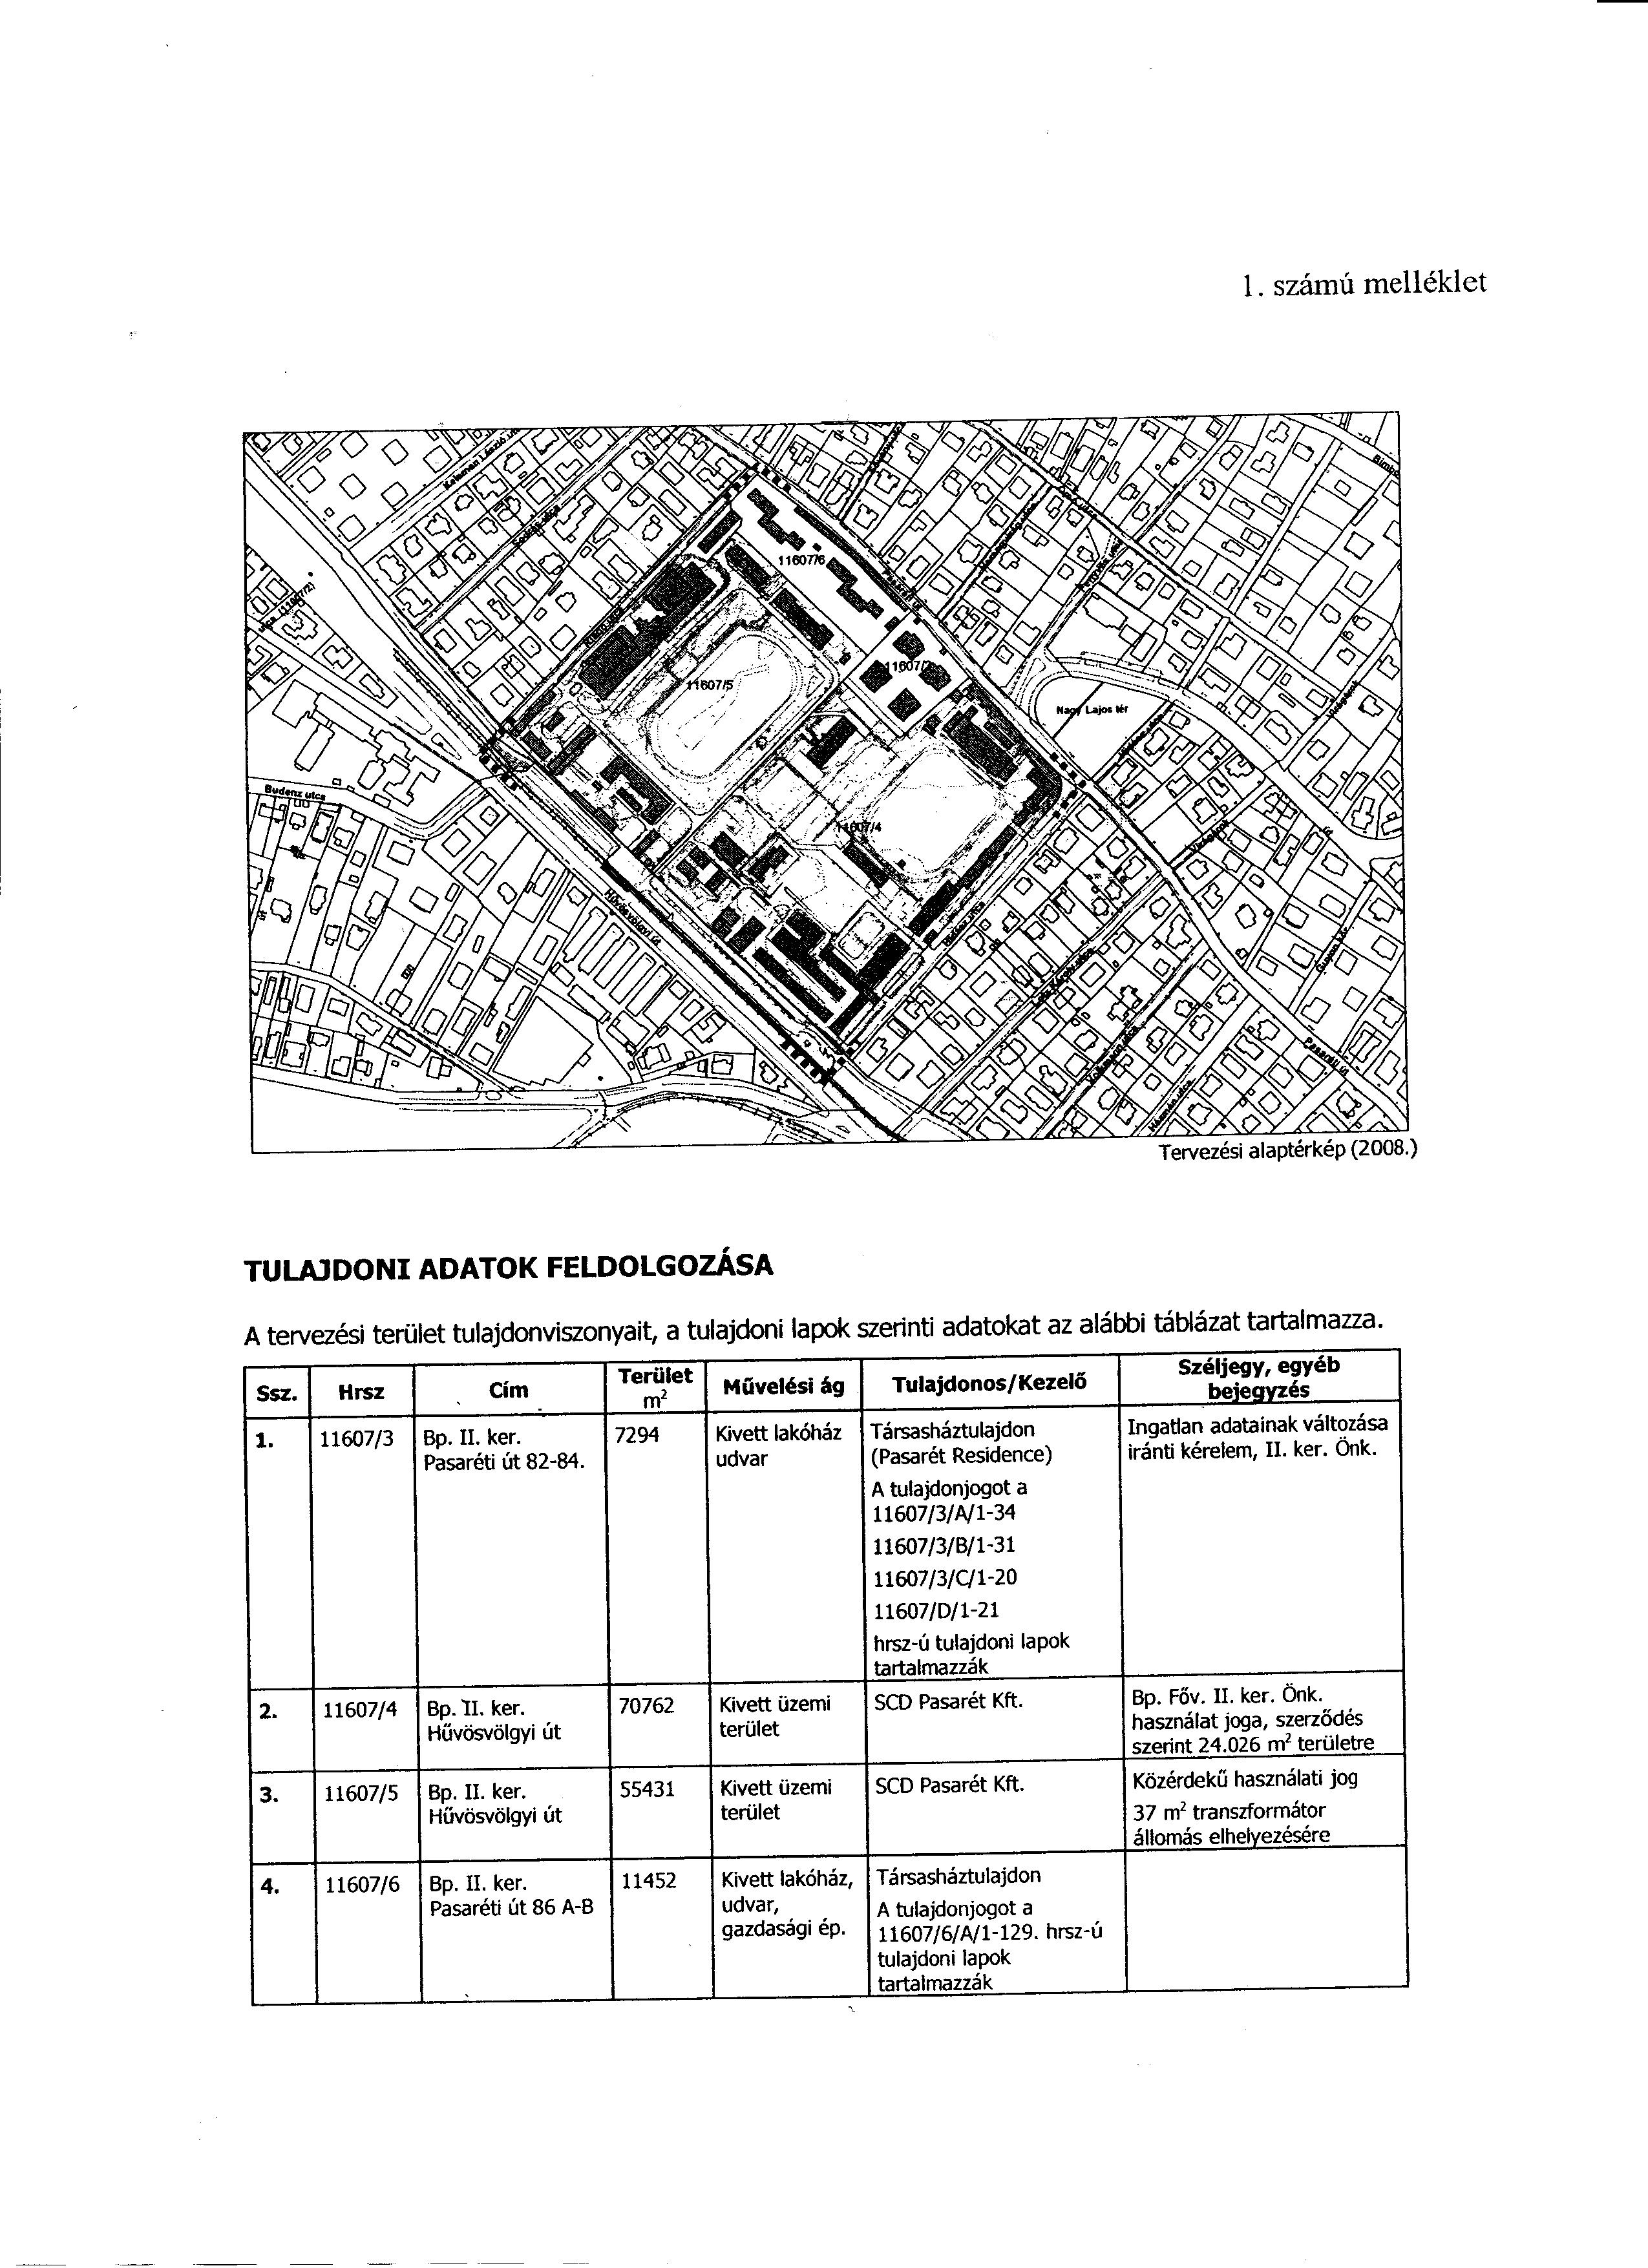 1. számú melléklet
11607/6
11607/5
11607/4
Nagy Lajos tér
Budenz utca
Hűvösvölgyi út
Pasaréti út
Tervezési alaptérkép (2008.)
TULAJDONI ADATOK FELDOLGOZÁSA
A tervezési terület tulajdonviszonyait, a tulajdoni lapok szerinti adatokat az alábbi táblázat tartalmazza.
Ssz. Hrsz Cím Terület m² Művelési ág Tulajdonos/Kezelő Széljegy, egyéb bejegyzés
1. 11607/3 Bp. II. ker. 7294 Kivett lakóház Társasháztulajdon Ingatlan adatainak változása
Pasaréti út 82-84. udvar (Pasarét Residence) iránti kérelem, II. ker. Önk.
A tulajdonjogot a
11607/3/A/1-34
11607/3/B/1-31
11607/3/C/1-20
11607/D/1-21
hrsz-ú tulajdoni lapok
tartalmazzák
2. 11607/4 Bp. II. ker. 70762 Kivett üzemi SCD Pasarét Kft. Bp. Főv. II. ker. Önk.
Hűvösvölgyi út terület használat joga, szerződés
szerint 24.026 m² területre
3. 11607/5 Bp. II. ker. 55431 Kivett üzemi SCD Pasarét Kft. Közérdekű használati jog
Hűvösvölgyi út terület 37 m² transzformátor
állomás elhelyezésére
4. 11607/6 Bp. II. ker. 11452 Kivett lakóház, Társasháztulajdon
Pasaréti út 86 A-B udvar, A tulajdonjogot a
gazdasági ép. 11607/6/A/1-129. hrsz-ú
tulajdoni lapok
tartalmazzák